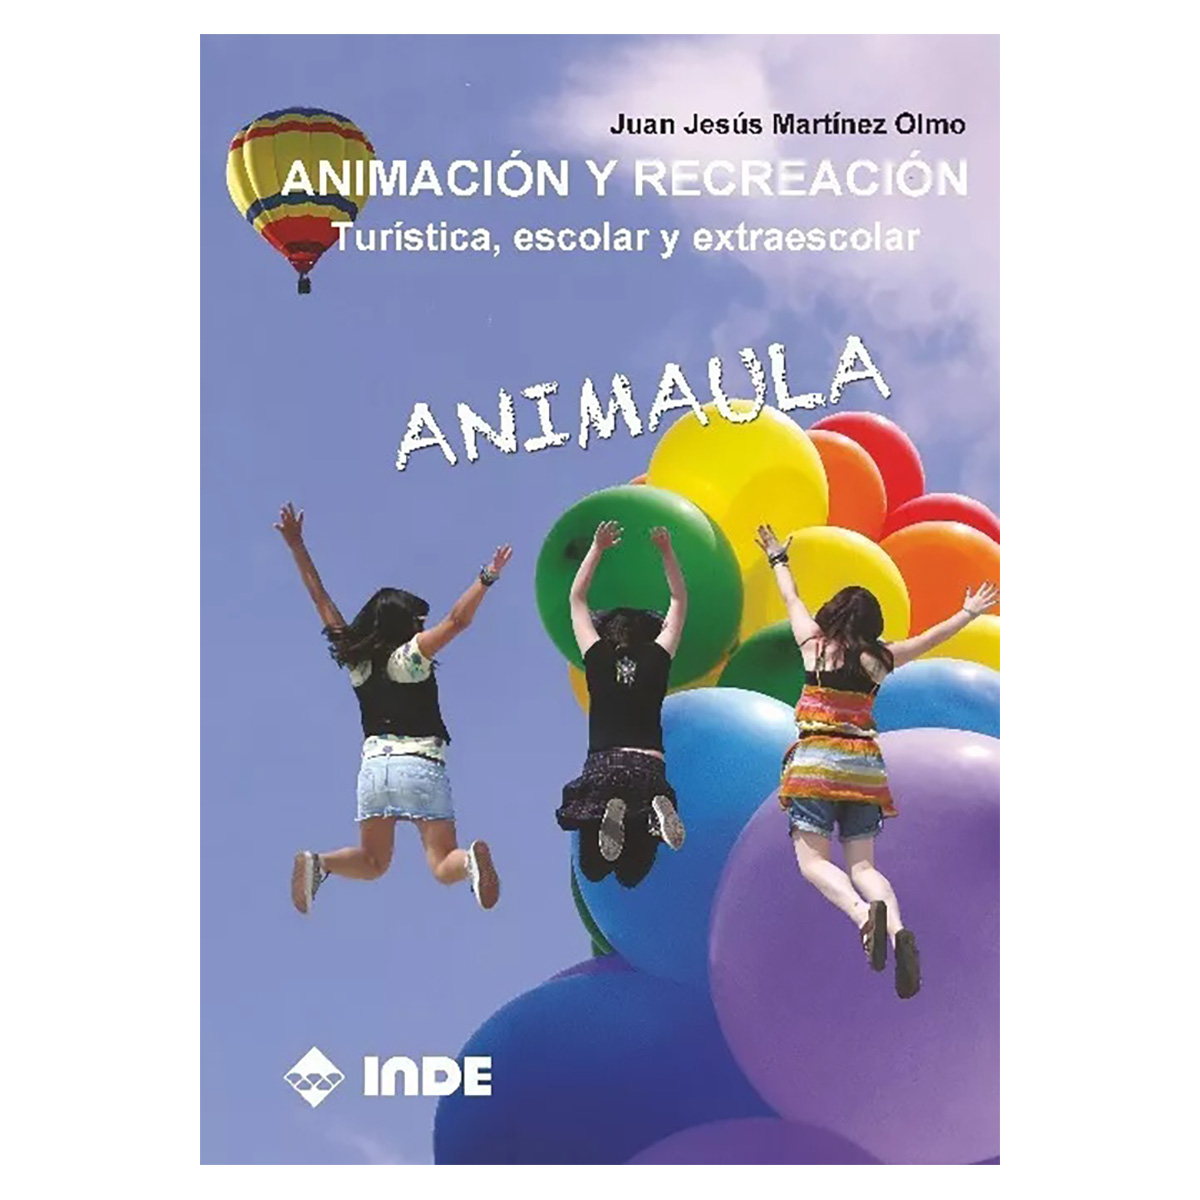 Juan Jesús Martínez Olmo
ANIMACIÓN Y RECREACIÓN
Turística, escolar y extraescolar
ANIMAULA
INDE